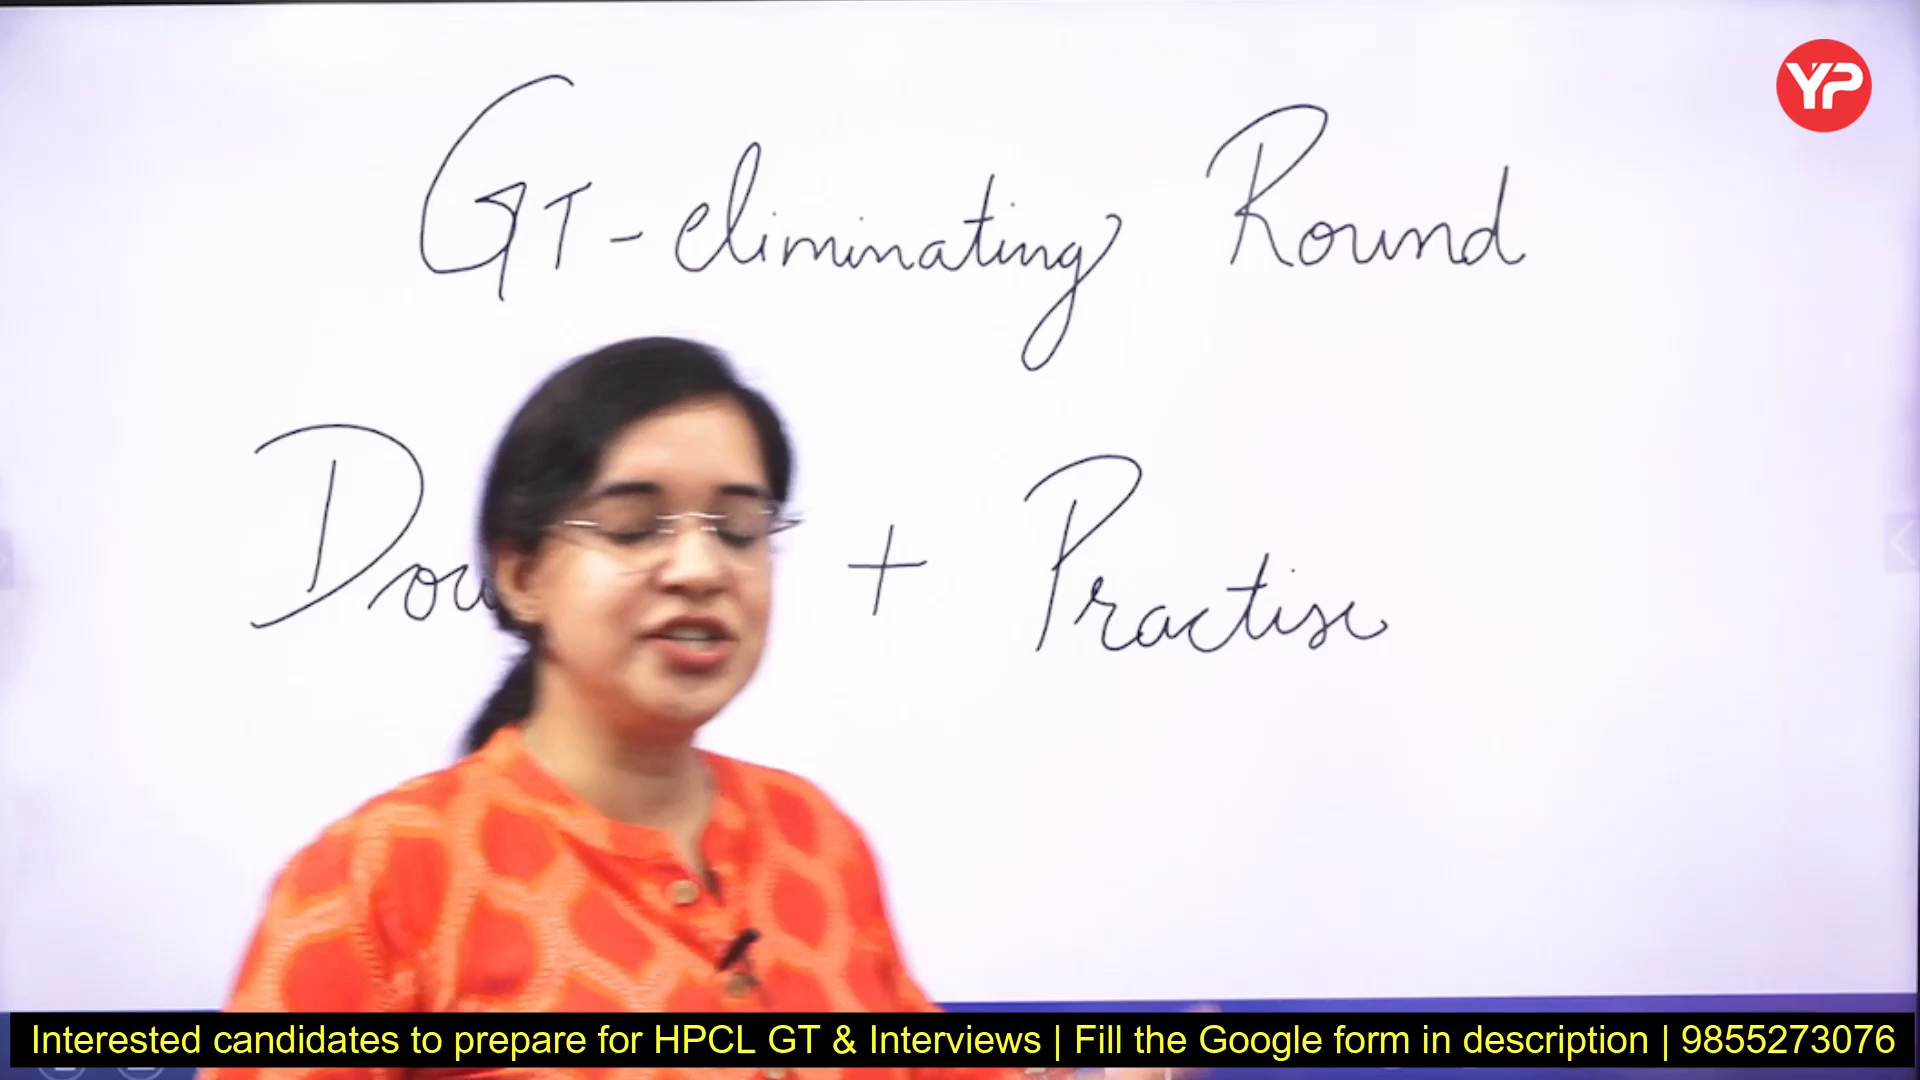 YP
GT - eliminating Round
+ Practise
Interested candidates to prepare for HPCL GT & Interviews | Fill the Google form in description | 9855273076